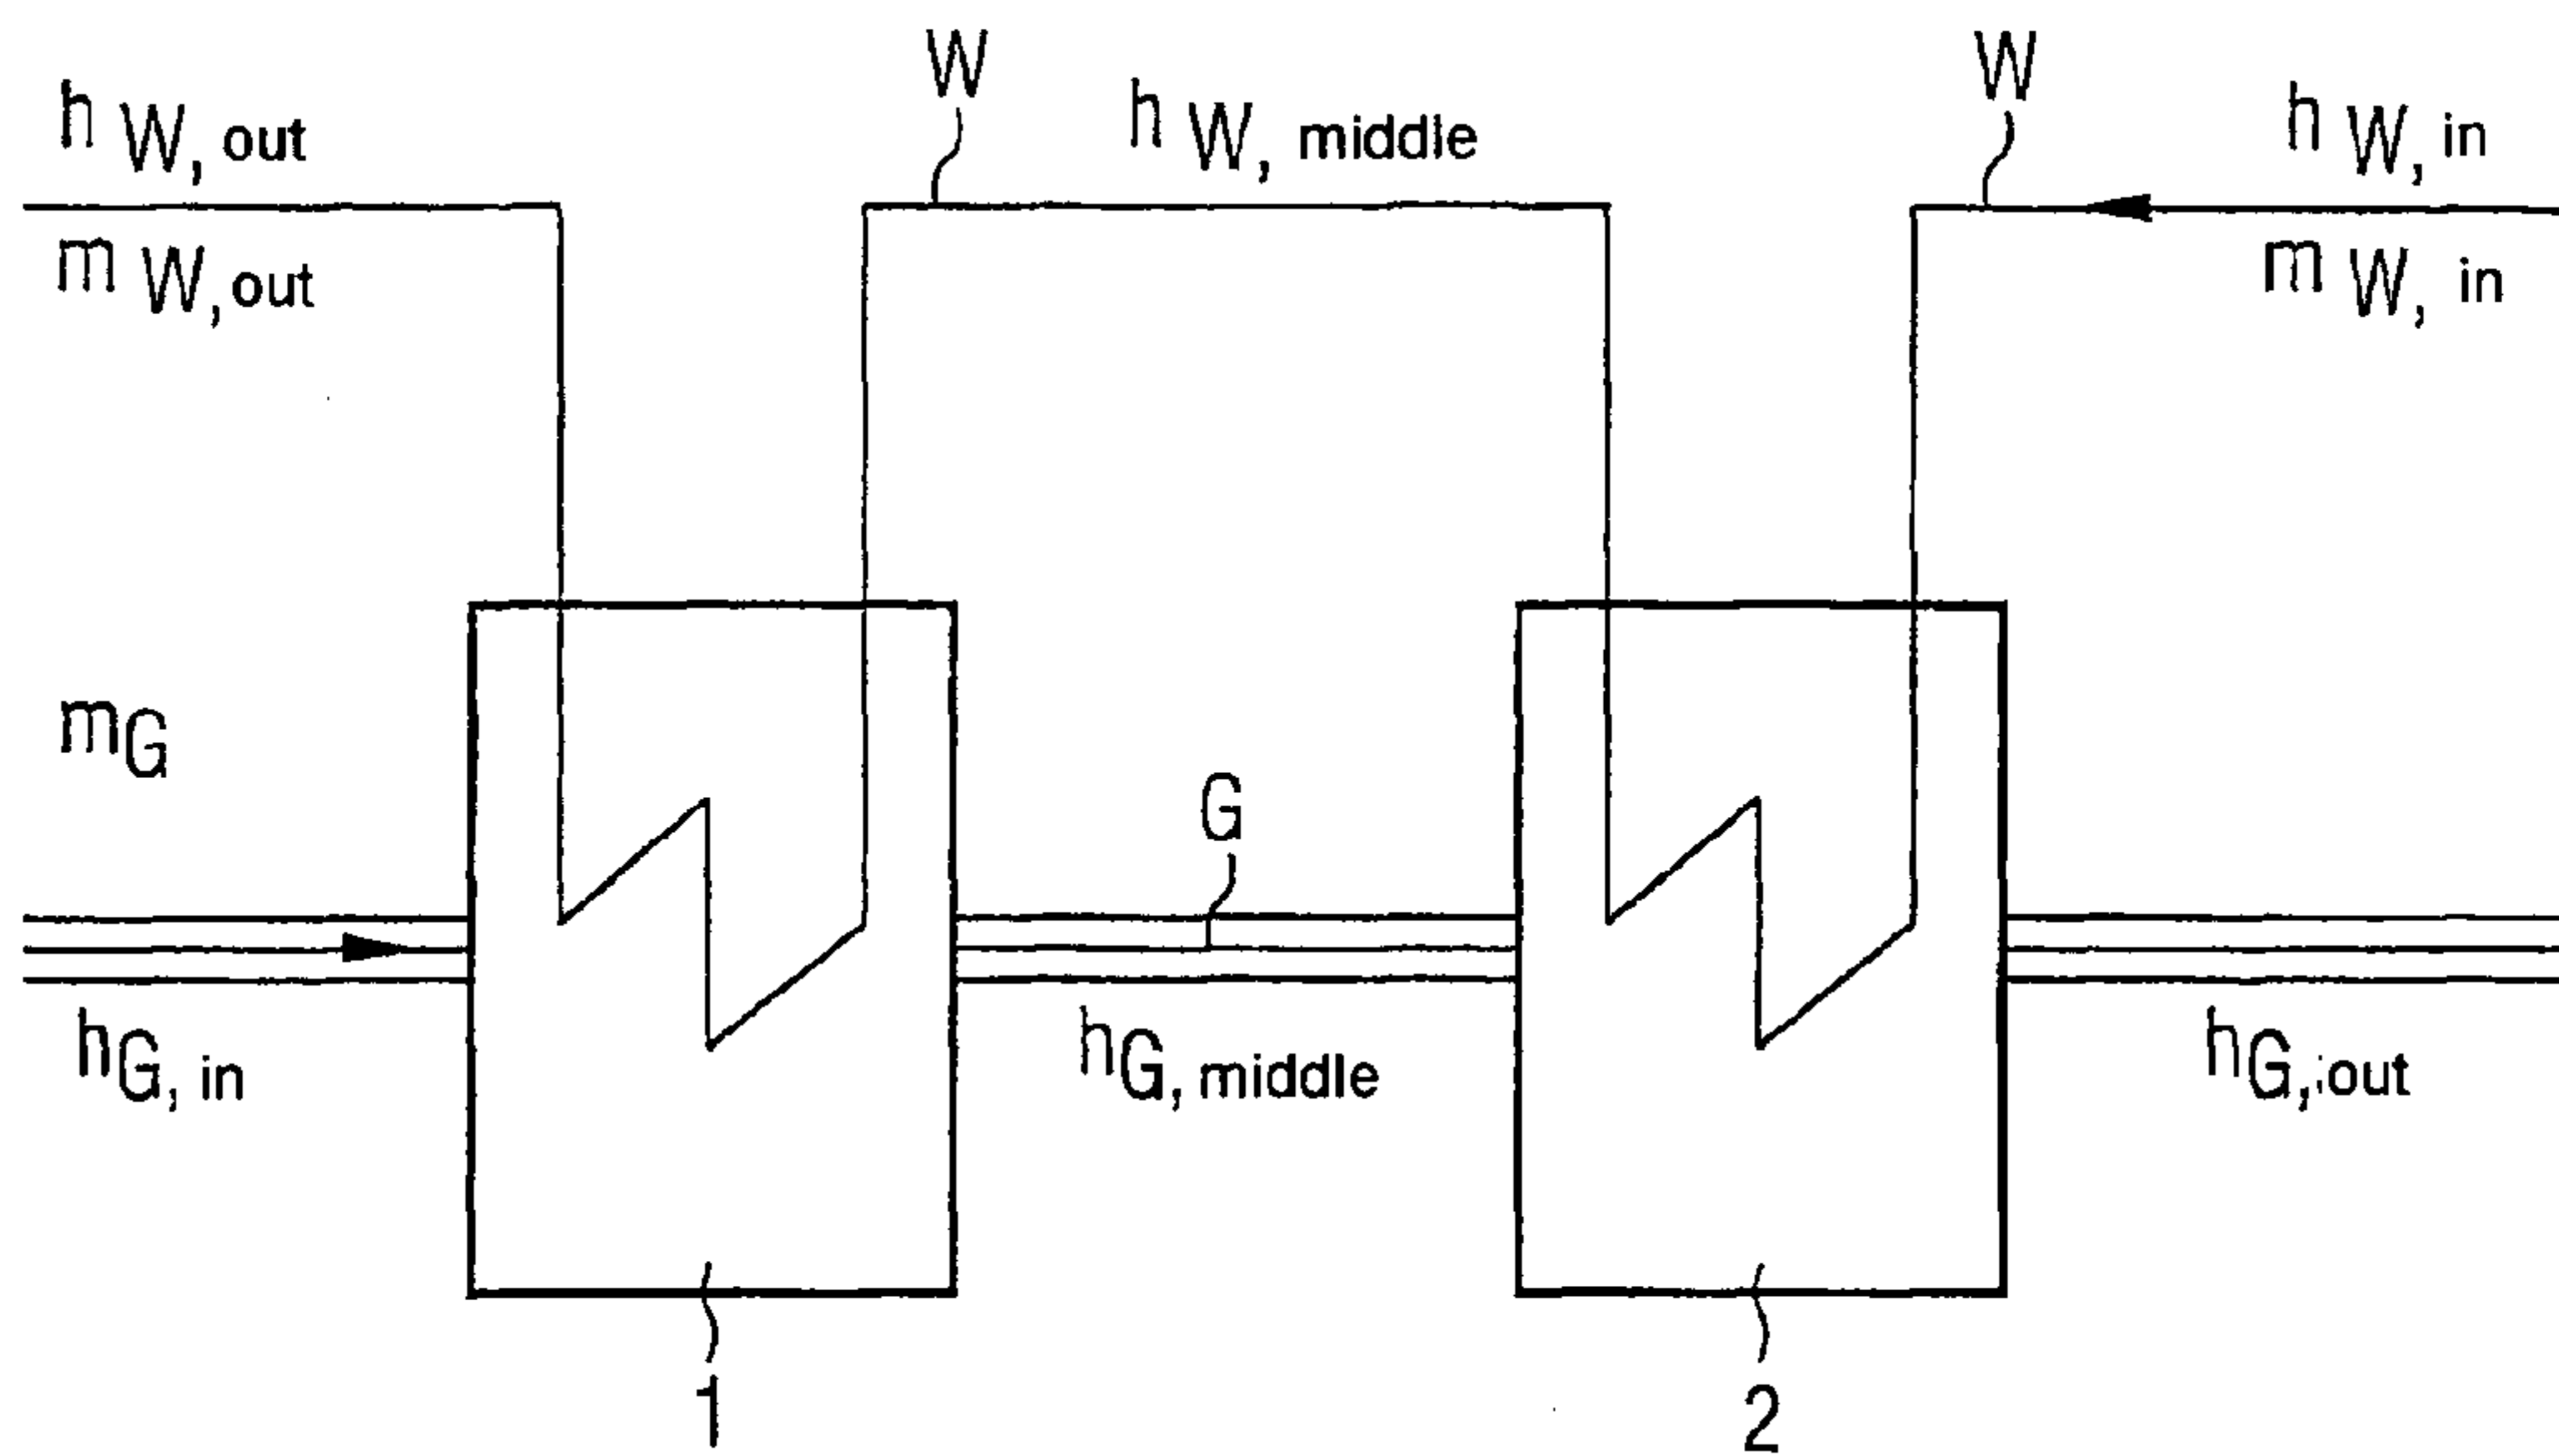 W
W
h W, out
h W, middle
h W, in
m W, out
m W, in
mG
G
hG, in
hG, middle
hG, out
1
2